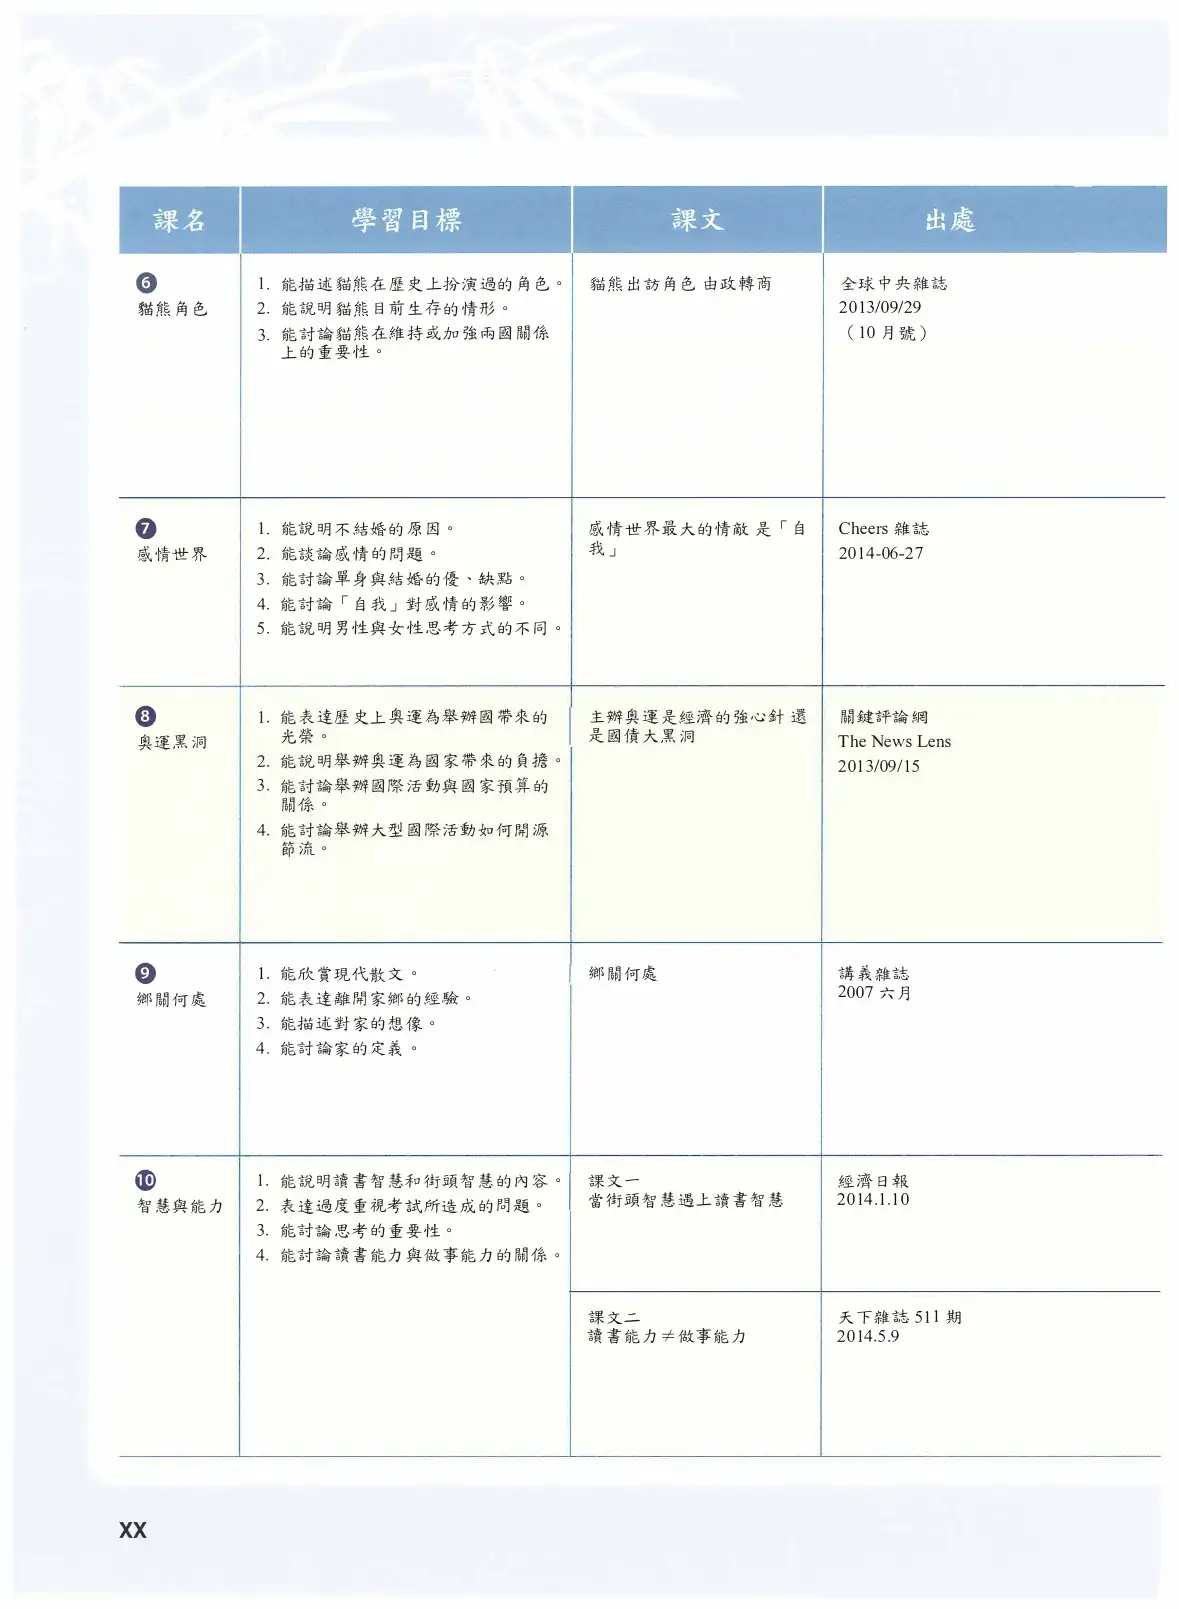 課名 學習目標 課文 出處
6
貓熊角色
1. 能描述貓熊在歷史上扮演過的角色。
2. 能說明貓熊目前生存的情形。
3. 能討論貓熊在維持或加強兩國關係
上的重要性。
貓熊出訪角色 由政轉商
全球中央雜誌
2013/09/29
（10 月號）
7
感情世界
1. 能說明不結婚的原因。
2. 能談論感情的問題。
3. 能討論單身與結婚的優、缺點。
4. 能討論「自我」對感情的影響。
5. 能說明男性與女性思考方式的不同。
感情世界最大的情敵 是「自
我」
Cheers 雜誌
2014-06-27
8
奧運黑洞
1. 能表達歷史上奧運為舉辦國帶來的
光榮。
2. 能說明舉辦奧運為國家帶來的負擔。
3. 能討論舉辦國際活動與國家預算的
關係。
4. 能討論舉辦大型國際活動如何開源
節流。
主辦奧運是經濟的強心針 還
是國債大黑洞
關鍵評論網
The News Lens
2013/09/15
9
鄉關何處
1. 能欣賞現代散文。
2. 能表達離開家鄉的經驗。
3. 能描述對家的想像。
4. 能討論家的定義。
鄉關何處
講義雜誌
2007 六月
10
智慧與能力
1. 能說明讀書智慧和街頭智慧的內容。
2. 表達過度重視考試所造成的問題。
3. 能討論思考的重要性。
4. 能討論讀書能力與做事能力的關係。
課文一
當街頭智慧遇上讀書智慧
經濟日報
2014.1.10
課文二
讀書能力≠做事能力
天下雜誌 511 期
2014.5.9
XX